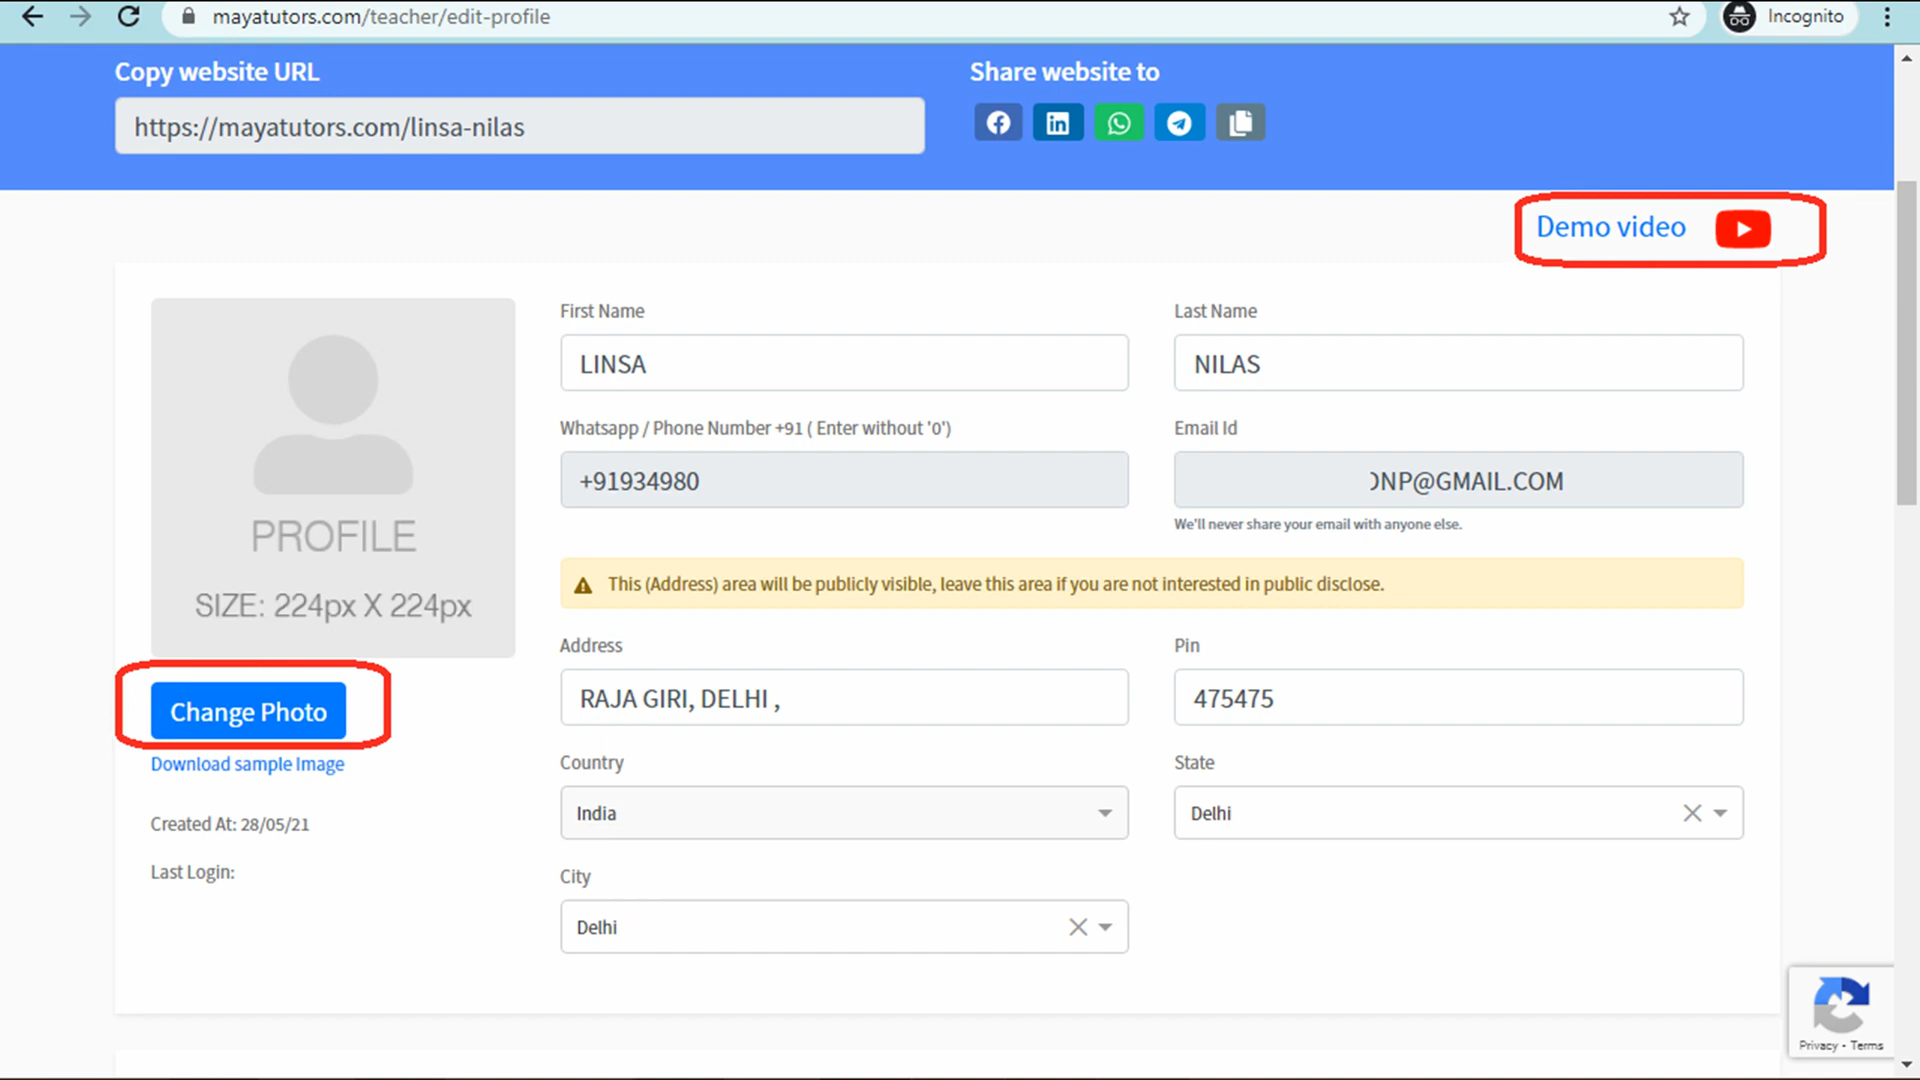 mayatutors.com/teacher/edit-profile
Incognito
Copy website URL
Share website to
https://mayatutors.com/linsa-nilas
Demo video
First Name
Last Name
LINSA
NILAS
Whatsapp / Phone Number +91 ( Enter without '0')
Email Id
+91934980
NP@GMAIL.COM
We'll never share your email with anyone else.
PROFILE
SIZE: 224px X 224px
This (Address) area will be publicly visible, leave this area if you are not interested in public disclose.
Address
Pin
RAJA GIRI, DELHI ,
475475
Change Photo
Download sample Image
Country
State
India
Delhi
Created At: 28/05/21
Last Login:
City
Delhi
Privacy - Terms